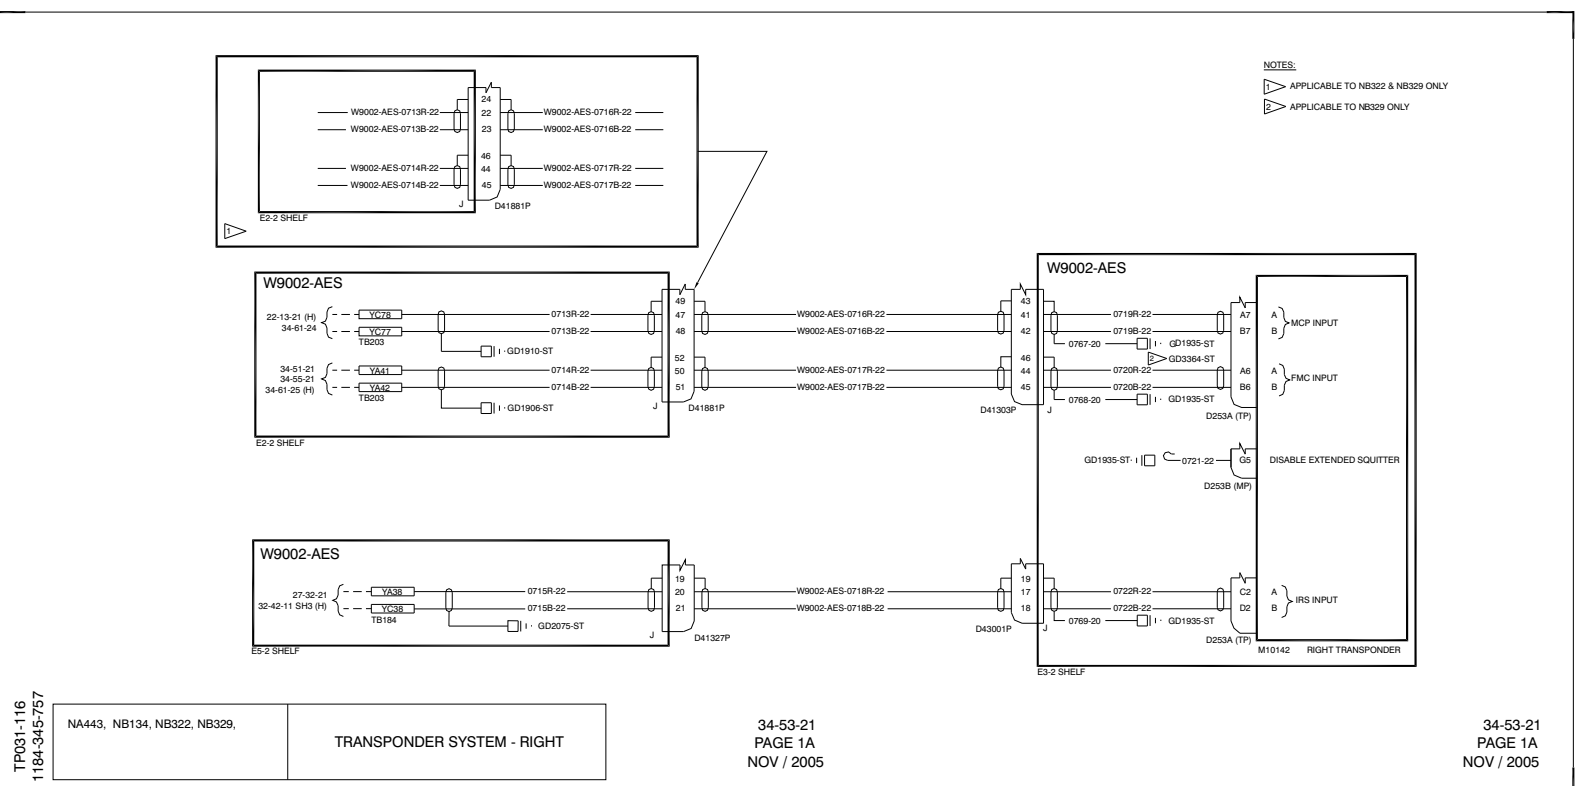 NOTES:
1 APPLICABLE TO NB322 & NB329 ONLY
2 APPLICABLE TO NB329 ONLY
24
W9002-AES-0713R-22 22 W9002-AES-0716R-22
W9002-AES-0713B-22 23 W9002-AES-0716B-22
46
W9002-AES-0714R-22 44 W9002-AES-0717R-22
W9002-AES-0714B-22 45 W9002-AES-0717B-22
J D41881P
E2-2 SHELF
1
W9002-AES
49
22-13-21 (H) YC78 0713R-22 47 W9002-AES-0716R-22
34-61-24 YC77 0713B-22 48 W9002-AES-0716B-22
TB203
GD1910-ST
52
34-51-21 YA41 0714R-22 50 W9002-AES-0717R-22
34-55-21
34-61-25 (H) YA42 0714B-22 51 W9002-AES-0717B-22
TB203
GD1906-ST
J D41881P
E2-2 SHELF
W9002-AES
43
41 0719R-22 A7 A MCP INPUT
42 0719B-22 B7 B
0767-20 GD1935-ST
46 2 GD3364-ST
44 0720R-22 A6 A FMC INPUT
45 0720B-22 B6 B
0768-20 GD1935-ST
D41303P J
D253A (TP)
GD1935-ST 0721-22 G5 DISABLE EXTENDED SQUITTER
D253B (MP)
W9002-AES
19
27-32-21 YA38 0715R-22 20 W9002-AES-0718R-22
32-42-11 SH3 (H) YC38 0715B-22 21 W9002-AES-0718B-22
TB184
GD2075-ST
J D41327P
E5-2 SHELF
19
17 0722R-22 C2 A IRS INPUT
18 0722B-22 D2 B
0769-20 GD1935-ST
D43001P J
D253A (TP)
M10142 RIGHT TRANSPONDER
E3-2 SHELF
TP031-116
1184-345-757
NA443, NB134, NB322, NB329,
TRANSPONDER SYSTEM - RIGHT
34-53-21
PAGE 1A
NOV / 2005
34-53-21
PAGE 1A
NOV / 2005